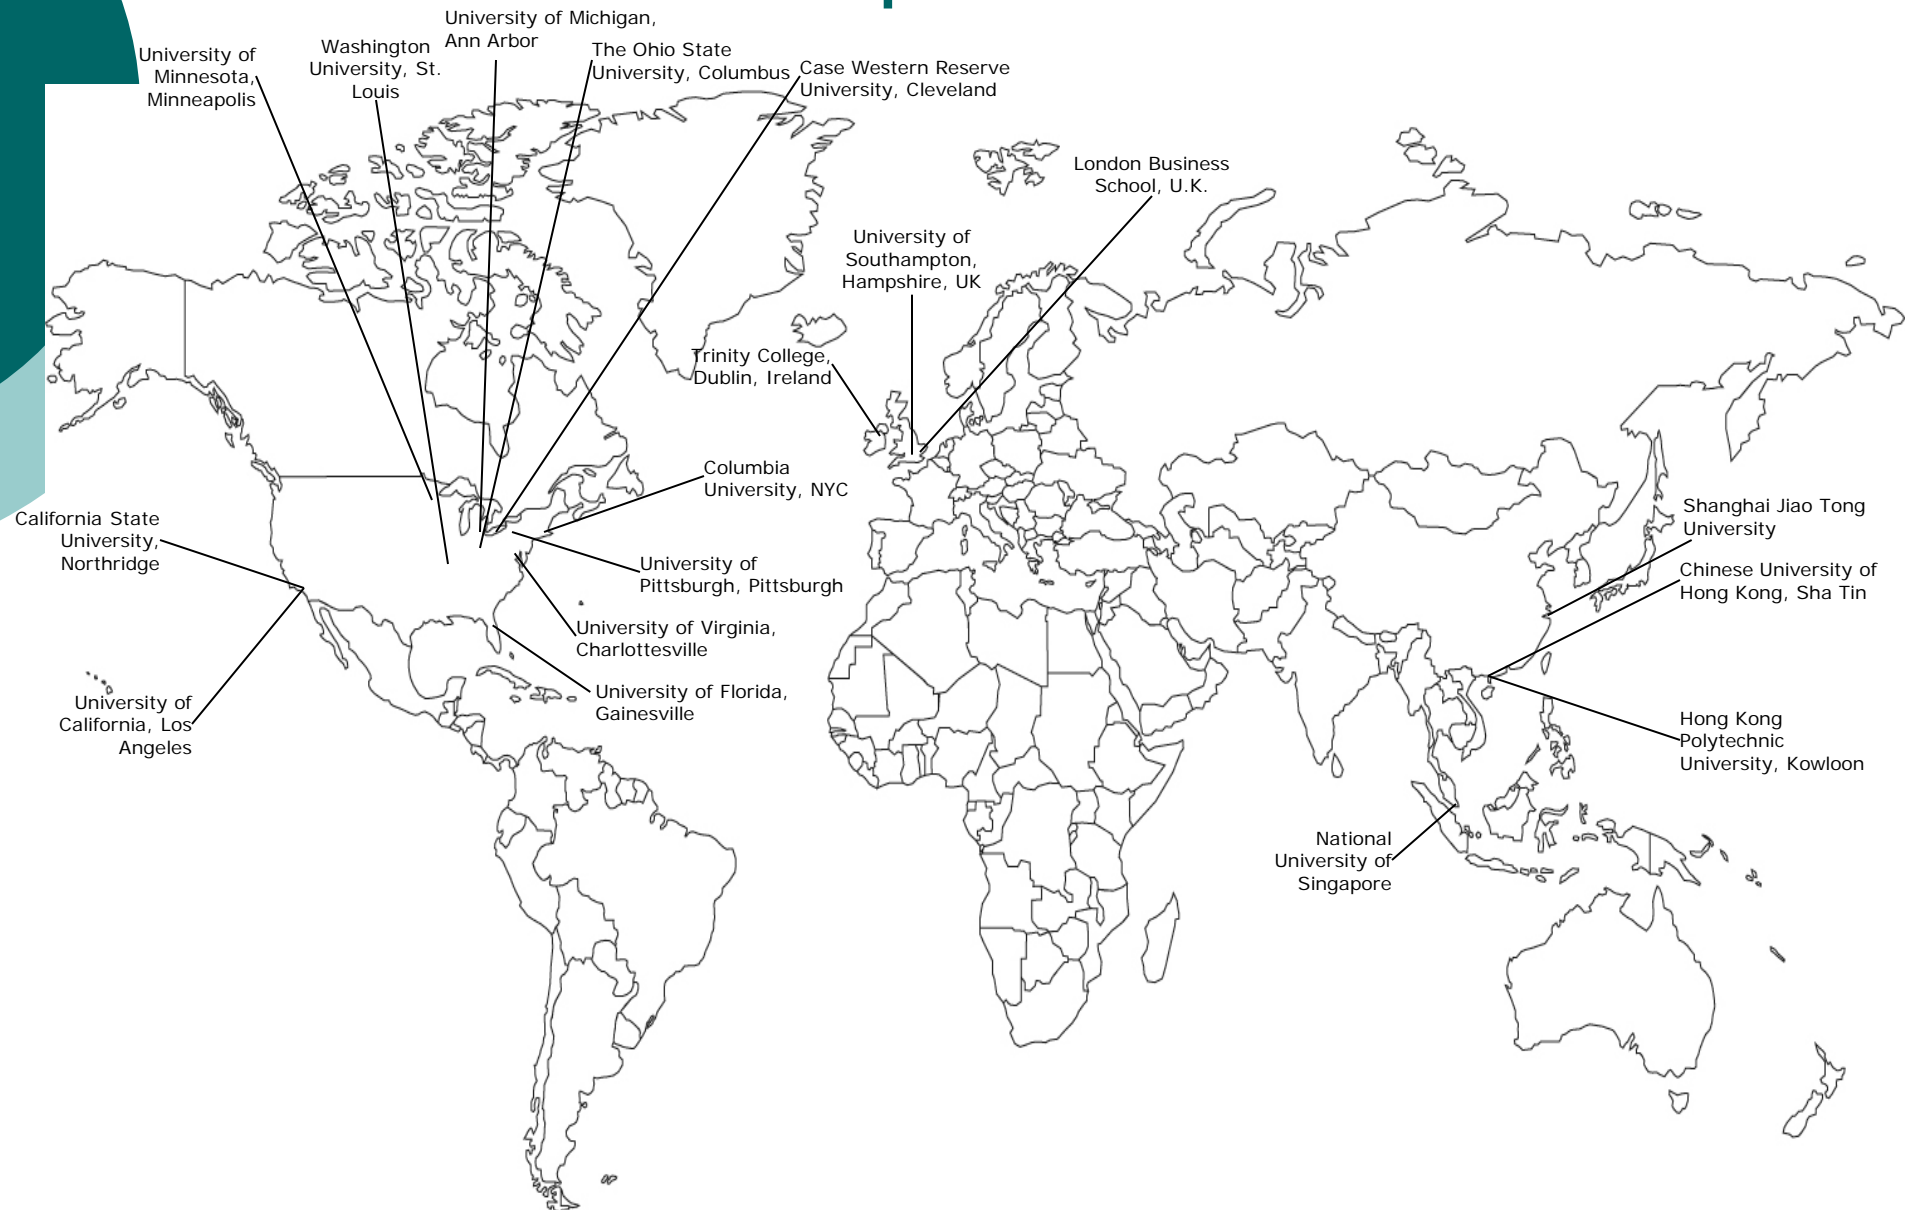 University of Michigan,
Ann Arbor
University of
Minnesota,
Minneapolis
Washington
University, St.
Louis
The Ohio State
University, Columbus
Case Western Reserve
University, Cleveland
London Business
School, U.K.
University of
Southampton,
Hampshire, UK
Trinity College,
Dublin, Ireland
Columbia
University, NYC
California State
University,
Northridge
Shanghai Jiao Tong
University
University of
Pittsburgh, Pittsburgh
Chinese University of
Hong Kong, Sha Tin
University of Virginia,
Charlottesville
University of Florida,
Gainesville
University of
California, Los
Angeles
Hong Kong
Polytechnic
University, Kowloon
National
University of
Singapore